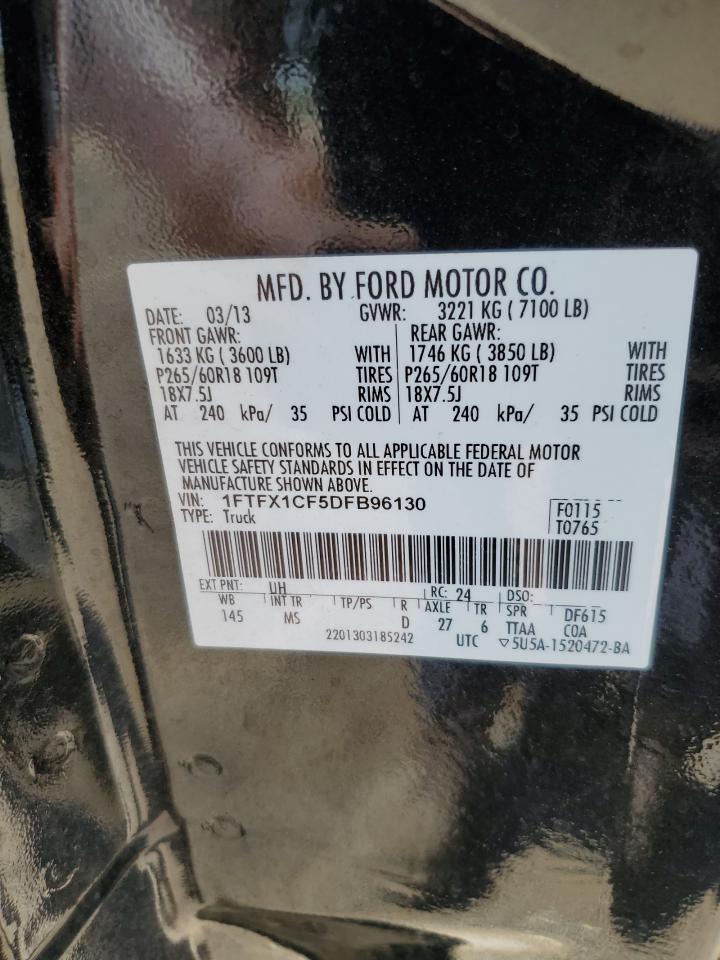 MFD. BY FORD MOTOR CO.
DATE: 03/13 GVWR: 3221 KG ( 7100 LB)
FRONT GAWR: REAR GAWR:
1633 KG ( 3600 LB) WITH 1746 KG ( 3850 LB) WITH
P265/60R18 109T TIRES P265/60R18 109T TIRES
18X7.5J RIMS 18X7.5J RIMS
AT 240 kPa/ 35 PSI COLD AT 240 kPa/ 35 PSI COLD
THIS VEHICLE CONFORMS TO ALL APPLICABLE FEDERAL MOTOR
VEHICLE SAFETY STANDARDS IN EFFECT ON THE DATE OF
MANUFACTURE SHOWN ABOVE.
VIN: 1FTFX1CF5DFB96130 F0115
TYPE: Truck T0765
EXT PNT: UH RC: 24 DSO:
WB INT TR TP/PS R AXLE TR SPR DF615
145 MS D 27 6 TTAA COA
2201303185242 UTC ▽5U5A-1520472-BA